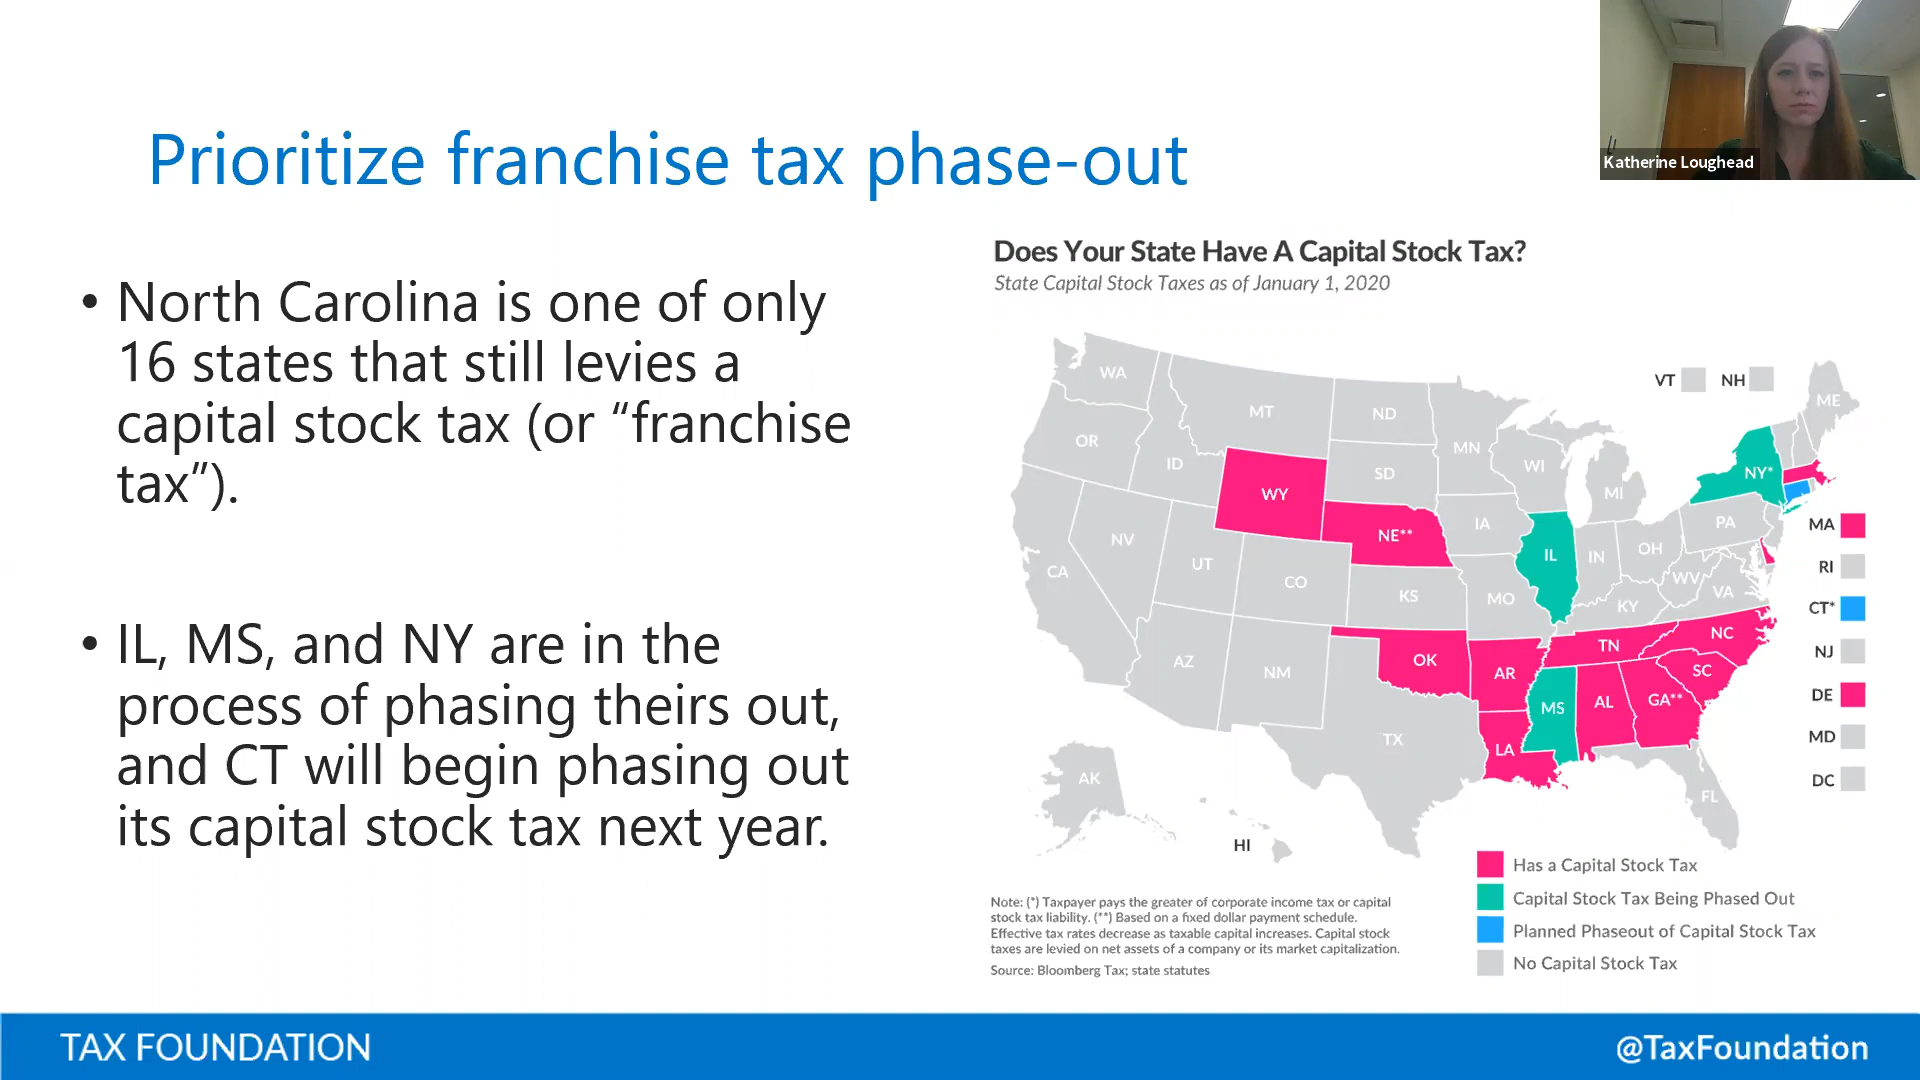 Prioritize franchise tax phase-out
Katherine Loughead
• North Carolina is one of only
16 states that still levies a
capital stock tax (or “franchise
tax”).
• IL, MS, and NY are in the
process of phasing theirs out,
and CT will begin phasing out
its capital stock tax next year.
Does Your State Have A Capital Stock Tax?
State Capital Stock Taxes as of January 1, 2020
WA
MT
ND
MN
VT
NH
ME
OR
ID
SD
WI
MI
NY*
WY
NE**
IA
PA
MA
NV
UT
CO
KS
MO
IL
IN
OH
WV
VA
KY
RI
CA
CT*
AZ
NM
OK
AR
TN
NC
SC
NJ
TX
LA
MS
AL
GA**
DE
MD
AK
HI
FL
DC
Has a Capital Stock Tax
Capital Stock Tax Being Phased Out
Planned Phaseout of Capital Stock Tax
No Capital Stock Tax
Note: (*) Taxpayer pays the greater of corporate income tax or capital
stock tax liability. (**) Based on a fixed dollar payment schedule.
Effective tax rates decrease as taxable capital increases. Capital stock
taxes are levied on net assets of a company or its market capitalization.
Source: Bloomberg Tax; state statutes
TAX FOUNDATION
@TaxFoundation